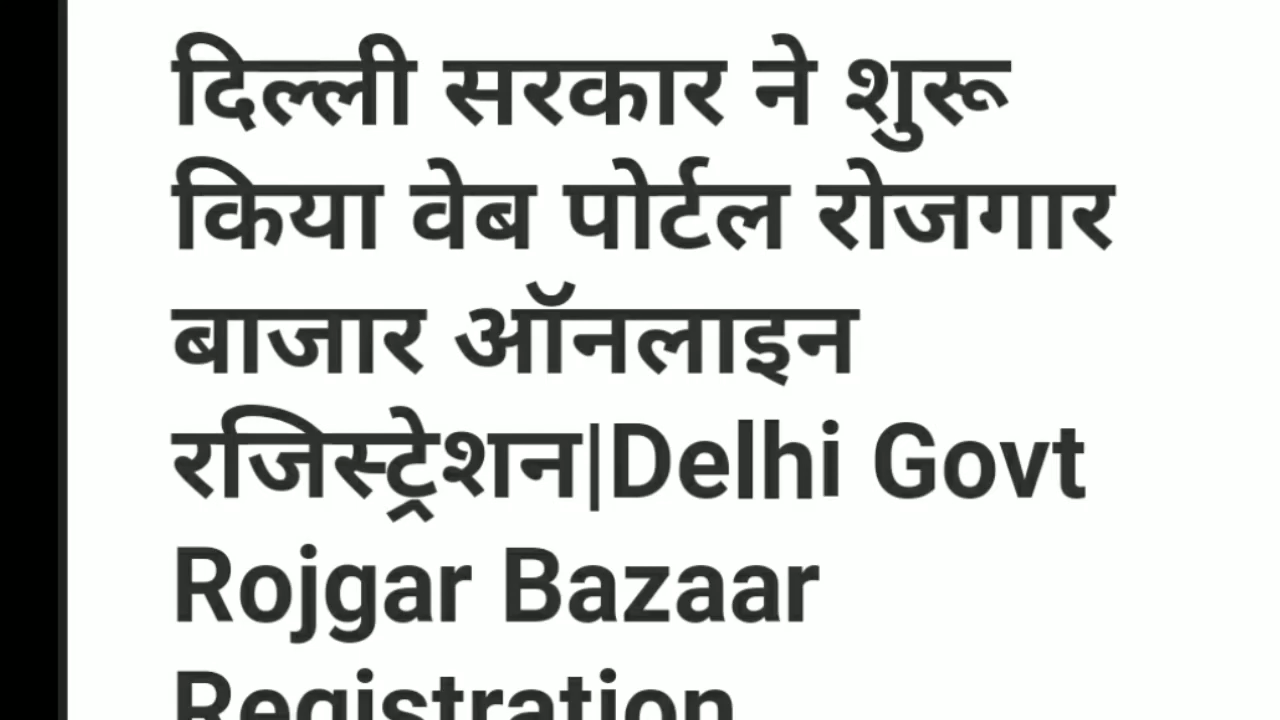 दिल्ली सरकार ने शुरू
किया वेब पोर्टल रोजगार
बाजार ऑनलाइन
रजिस्ट्रेशन|Delhi Govt
Rojgar Bazaar
Registration